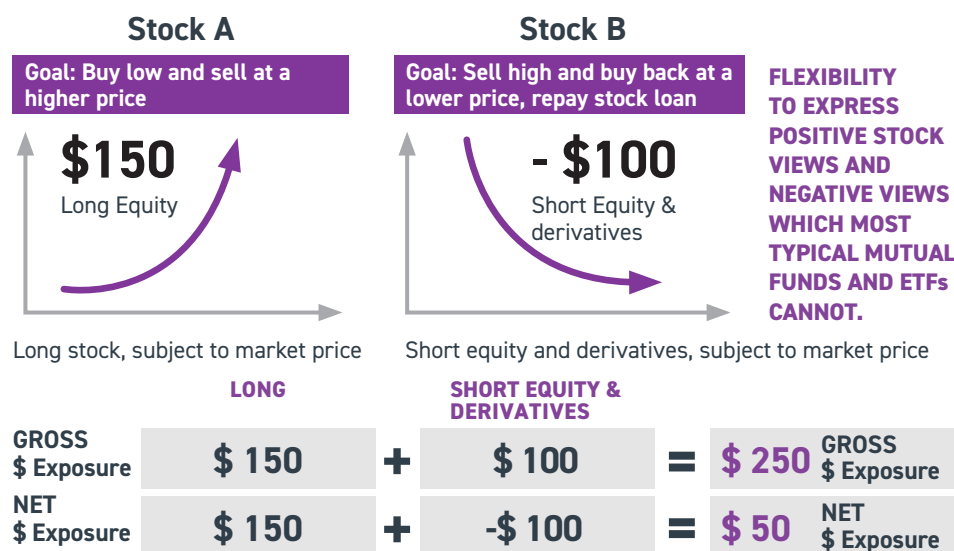 Stock A
Goal: Buy low and sell at a
higher price
$150
Long Equity
Long stock, subject to market price
Stock B
Goal: Sell high and buy back at a
lower price, repay stock loan
- $100
Short Equity &
derivatives
Short equity and derivatives, subject to market price
FLEXIBILITY
TO EXPRESS
POSITIVE STOCK
VIEWS AND
NEGATIVE VIEWS
WHICH MOST
TYPICAL MUTUAL
FUNDS AND ETFs
CANNOT.
LONG
SHORT EQUITY &
DERIVATIVES
GROSS
$ Exposure
$ 150 + $ 100 = $ 250
GROSS
$ Exposure
NET
$ Exposure
$ 150 + -$ 100 = $ 50
NET
$ Exposure